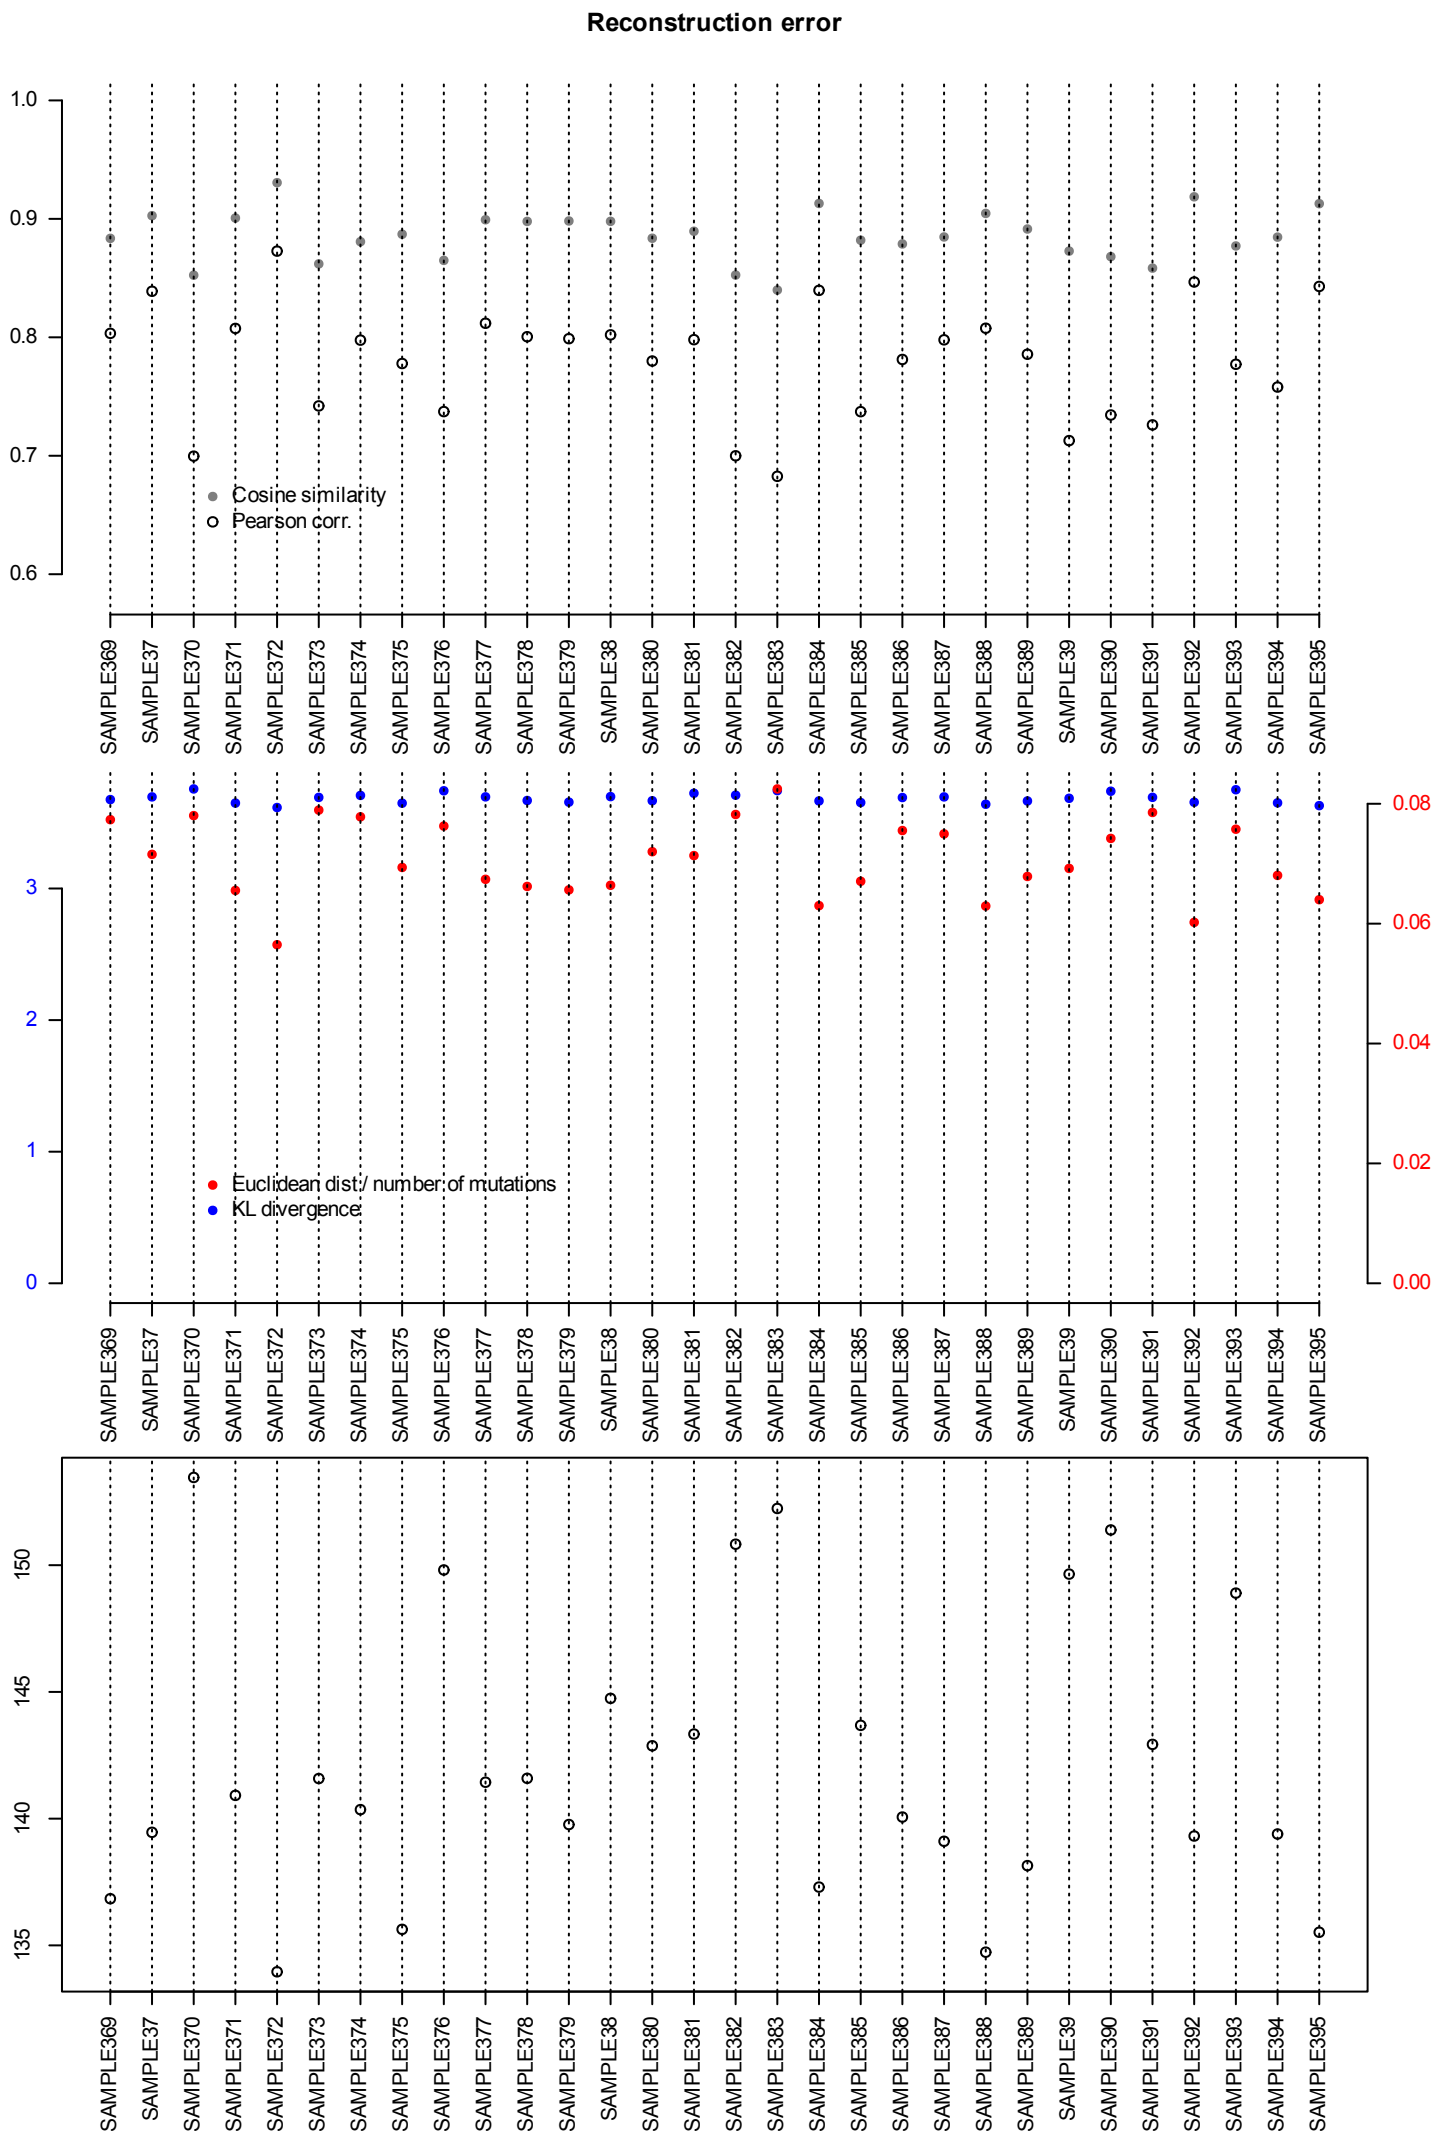 Reconstruction error
1.0
0.9
0.8
0.7
0.6
Cosine similarity
Pearson corr.
SAMPLE369
SAMPLE37
SAMPLE370
SAMPLE371
SAMPLE372
SAMPLE373
SAMPLE374
SAMPLE375
SAMPLE376
SAMPLE377
SAMPLE378
SAMPLE379
SAMPLE38
SAMPLE380
SAMPLE381
SAMPLE382
SAMPLE383
SAMPLE384
SAMPLE385
SAMPLE386
SAMPLE387
SAMPLE388
SAMPLE389
SAMPLE39
SAMPLE390
SAMPLE391
SAMPLE392
SAMPLE393
SAMPLE394
SAMPLE395
3
2
1
0
0.08
0.06
0.04
0.02
0.00
Euclidean dist./ number of mutations
KL divergence
SAMPLE369
SAMPLE37
SAMPLE370
SAMPLE371
SAMPLE372
SAMPLE373
SAMPLE374
SAMPLE375
SAMPLE376
SAMPLE377
SAMPLE378
SAMPLE379
SAMPLE38
SAMPLE380
SAMPLE381
SAMPLE382
SAMPLE383
SAMPLE384
SAMPLE385
SAMPLE386
SAMPLE387
SAMPLE388
SAMPLE389
SAMPLE39
SAMPLE390
SAMPLE391
SAMPLE392
SAMPLE393
SAMPLE394
SAMPLE395
150
145
140
135
SAMPLE369
SAMPLE37
SAMPLE370
SAMPLE371
SAMPLE372
SAMPLE373
SAMPLE374
SAMPLE375
SAMPLE376
SAMPLE377
SAMPLE378
SAMPLE379
SAMPLE38
SAMPLE380
SAMPLE381
SAMPLE382
SAMPLE383
SAMPLE384
SAMPLE385
SAMPLE386
SAMPLE387
SAMPLE388
SAMPLE389
SAMPLE39
SAMPLE390
SAMPLE391
SAMPLE392
SAMPLE393
SAMPLE394
SAMPLE395